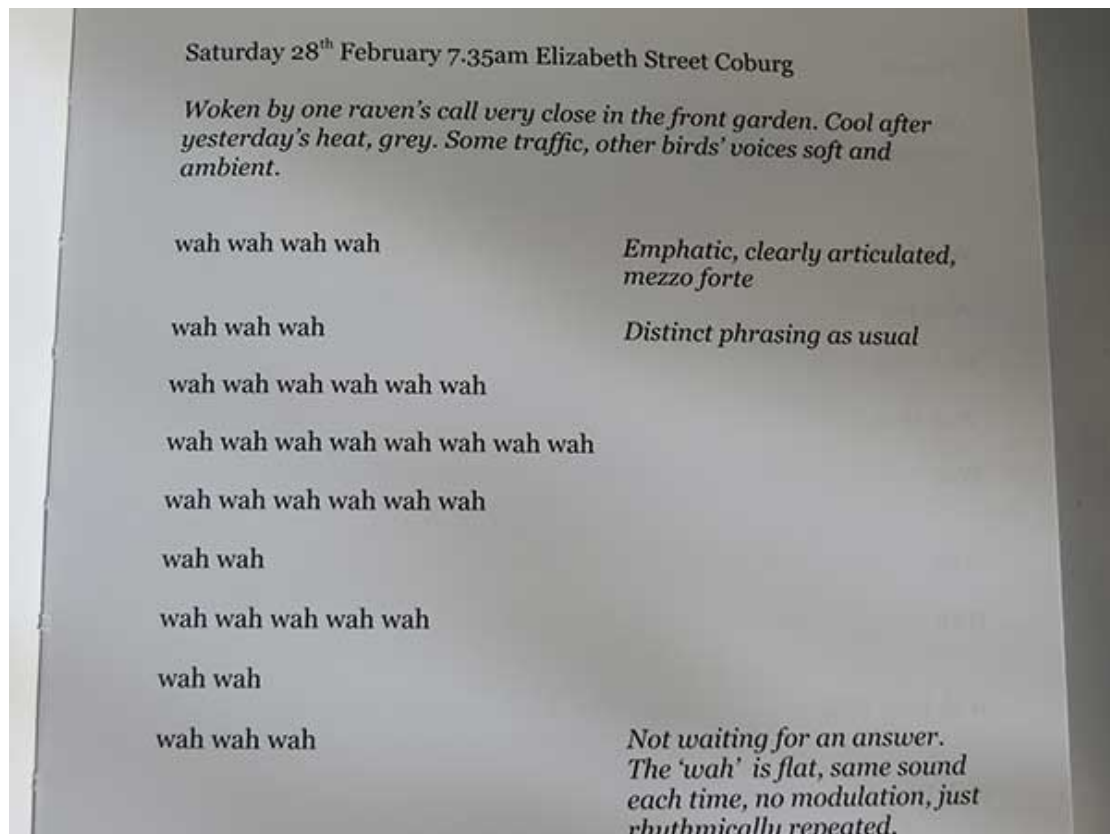 Saturday 28th February 7.35am Elizabeth Street Coburg
Woken by one raven's call very close in the front garden. Cool after
yesterday's heat, grey. Some traffic, other birds' voices soft and
ambient.
wah wah wah wah
Emphatic, clearly articulated,
mezzo forte
wah wah wah
Distinct phrasing as usual
wah wah wah wah wah wah
wah wah wah wah wah wah wah wah
wah wah wah wah wah wah
wah wah
wah wah wah wah wah
wah wah
wah wah wah
Not waiting for an answer.
The 'wah' is flat, same sound
each time, no modulation, just
rhythmically repeated.